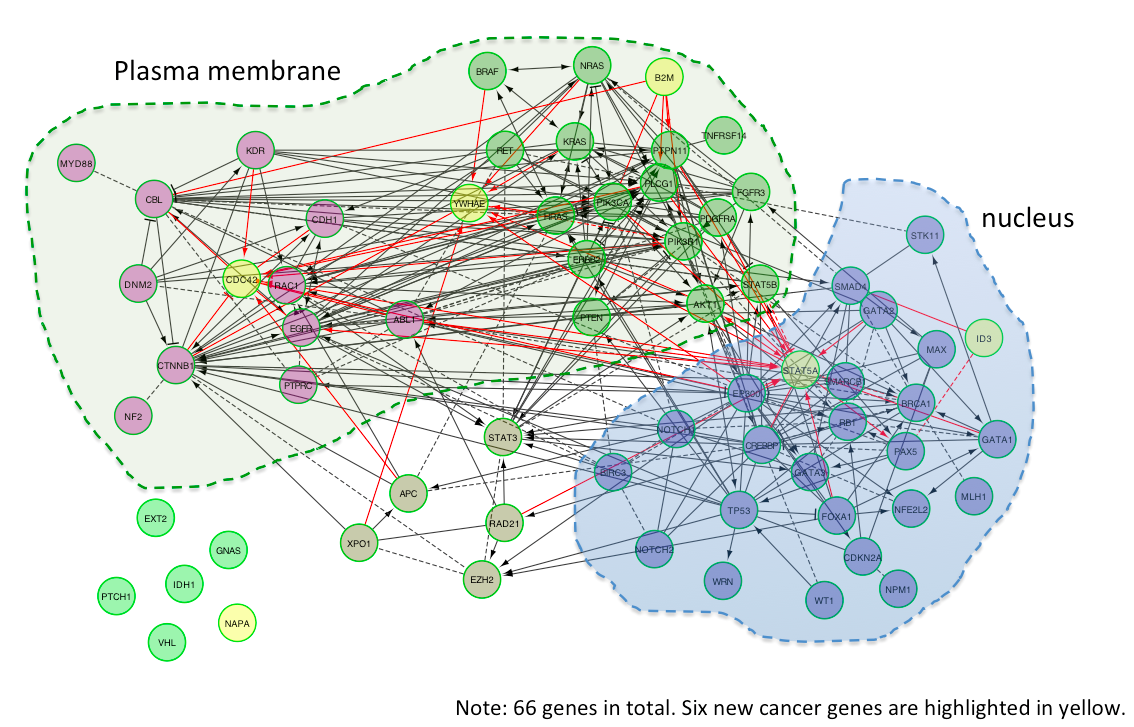 Plasma membrane
BRAF
NRAS
B2M
TNFRSF14
KRAS
RET
PTPN11
KDR
MYD88
PLCG1
FGFR3
CBL
YWHAE
PIK3CA
HRAS
PDGFRA
CDH1
nucleus
STK11
PIK3R1
ERBB2
CDC42
RAC1
DNM2
STAT5B
SMAD4
AKT1
GATA2
PTEN
ABL1
EGFR
ID3
MAX
CTNNB1
STAT5A
SMARCB1
PTPRC
EP300
BRCA1
NF2
RB1
NOTCH1
STAT3
CREBBP
GATA1
PAX5
BIRC3
GATA3
APC
MLH1
NFE2L2
TP53
FOXA1
EXT2
RAD21
XPO1
GNAS
NOTCH2
CDKN2A
EZH2
WRN
IDH1
NPM1
PTCH1
WT1
NAPA
VHL
Note: 66 genes in total. Six new cancer genes are highlighted in yellow.